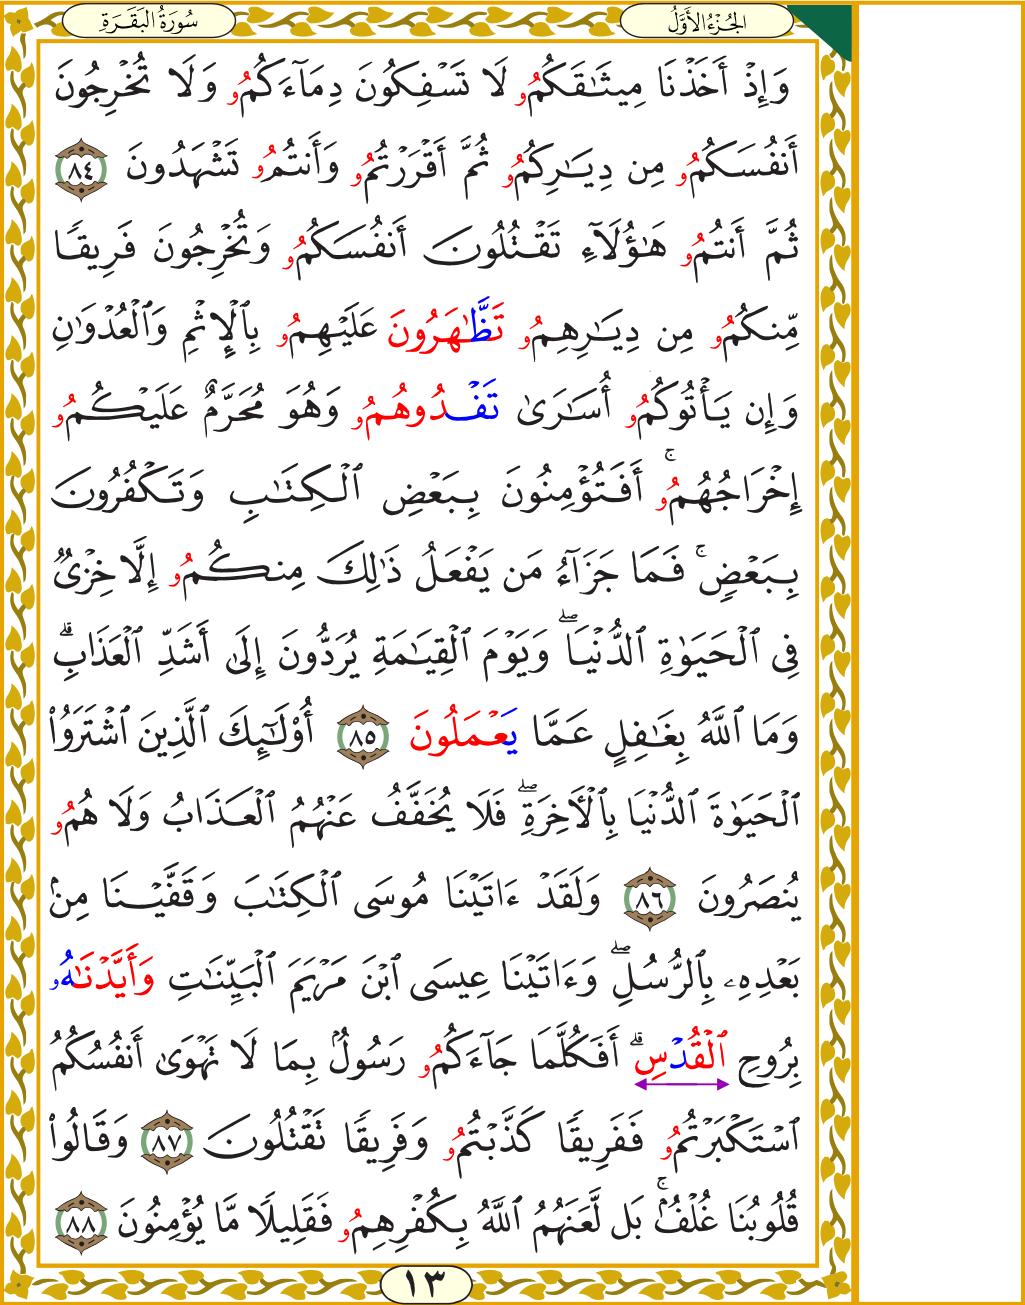 الجُزْءُ الأَوَّلُ
سُورَةُ البَقَرَةِ
وَإِذْ أَخَذْنَا مِيثَٰقَكُمُۥ لَا تَسْفِكُونَ دِمَآءَكُمُۥ وَلَا تُخْرِجُونَ
أَنفُسَكُمُۥ مِن دِيَٰرِكُمُۥ ثُمَّ أَقْرَرْتُمُۥ وَأَنتُمُۥ تَشْهَدُونَ ٨٤
ثُمَّ أَنتُمُۥ هَٰؤُلَآءِ تَقْتُلُونَ أَنفُسَكُمُۥ وَتُخْرِجُونَ فَرِيقًا
مِّنكُمُۥ مِن دِيَٰرِهِمُۥ تَظَّٰهَرُونَ عَلَيْهِمُۥ بِٱلْإِثْمِ وَٱلْعُدْوَٰنِ
وَإِن يَأْتُوكُمُۥ أُسَٰرَىٰ تَفْدُوهُمُۥ وَهُوَ مُحَرَّمٌ عَلَيْكُمُۥ
إِخْرَاجُهُمُۥ ۚ أَفَتُؤْمِنُونَ بِبَعْضِ ٱلْكِتَٰبِ وَتَكْفُرُونَ
بِبَعْضٍ ۚ فَمَا جَزَآءُ مَن يَفْعَلُ ذَٰلِكَ مِنكُمُۥ إِلَّا خِزْىٌ
فِى ٱلْحَيَوٰةِ ٱلدُّنْيَا ۖ وَيَوْمَ ٱلْقِيَٰمَةِ يُرَدُّونَ إِلَىٰ أَشَدِّ ٱلْعَذَابِ ۗ
وَمَا ٱللَّهُ بِغَٰفِلٍ عَمَّا يَعْمَلُونَ ٨٥ أُوْلَٰٓئِكَ ٱلَّذِينَ ٱشْتَرَوُاْ
ٱلْحَيَوٰةَ ٱلدُّنْيَا بِٱلْأَخِرَةِ ۖ فَلَا يُخَفَّفُ عَنْهُمُ ٱلْعَذَابُ وَلَا هُمُۥ
يُنصَرُونَ ٨٦ وَلَقَدْ ءَاتَيْنَا مُوسَى ٱلْكِتَٰبَ وَقَفَّيْنَا مِنۢ
بَعْدِهِۦ بِٱلرُّسُلِ ۖ وَءَاتَيْنَا عِيسَى ٱبْنَ مَرْيَمَ ٱلْبَيِّنَٰتِ وَأَيَّدْنَٰهُۥ
بِرُوحِ ٱلْقُدْسِ ۗ أَفَكُلَّمَا جَآءَكُمُۥ رَسُولٌۢ بِمَا لَا تَهْوَىٰ أَنفُسُكُمُ
ٱسْتَكْبَرْتُمُۥ فَفَرِيقًا كَذَّبْتُمُۥ وَفَرِيقًا تَقْتُلُونَ ٨٧ وَقَالُواْ
قُلُوبُنَا غُلْفٌۢ ۚ بَل لَّعَنَهُمُ ٱللَّهُ بِكُفْرِهِمُۥ فَقَلِيلًا مَّا يُؤْمِنُونَ ٨٨
١٣